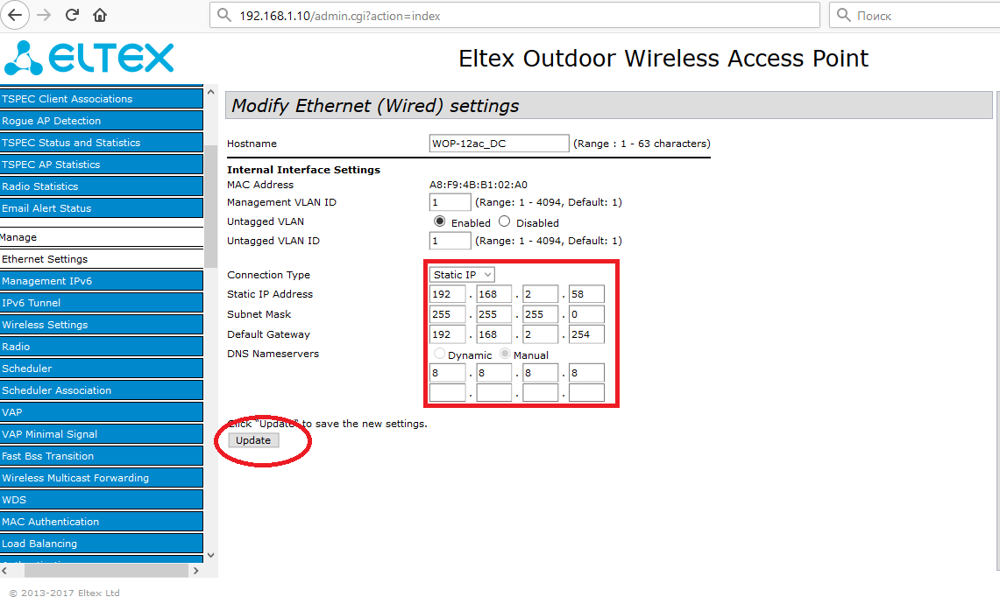 192.168.1.10/admin.cgi?action=index
Поиск
ELTEX
Eltex Outdoor Wireless Access Point
TSPEC Client Associations
Rogue AP Detection
TSPEC Status and Statistics
TSPEC AP Statistics
Radio Statistics
Email Alert Status
Manage
Ethernet Settings
Management IPv6
IPv6 Tunnel
Wireless Settings
Radio
Scheduler
Scheduler Association
VAP
VAP Minimal Signal
Fast Bss Transition
Wireless Multicast Forwarding
WDS
MAC Authentication
Load Balancing
Modify Ethernet (Wired) settings
Hostname WOP-12ac_DC (Range : 1 - 63 characters)
Internal Interface Settings
MAC Address A8:F9:4B:B1:02:A0
Management VLAN ID 1 (Range: 1 - 4094, Default: 1)
Untagged VLAN Enabled Disabled
Untagged VLAN ID 1 (Range: 1 - 4094, Default: 1)
Connection Type Static IP
Static IP Address 192 . 168 . 2 . 58
Subnet Mask 255 . 255 . 255 . 0
Default Gateway 192 . 168 . 2 . 254
DNS Nameservers Dynamic Manual
8 . 8 . 8 . 8
. . .
Click "Update" to save the new settings.
Update
© 2013-2017 Eltex Ltd